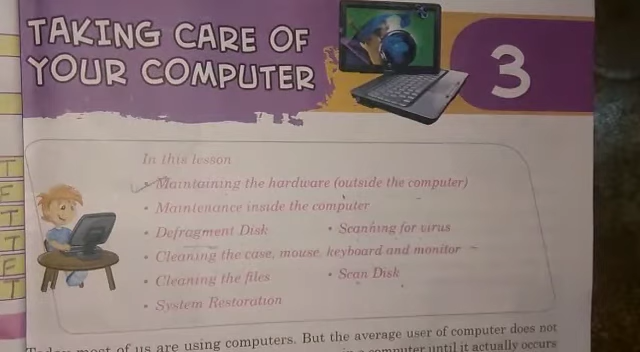 TAKING CARE OF
YOUR COMPUTER
3
In this lesson
• Maintaining the hardware (outside the computer)
• Maintenance inside the computer
• Defragment Disk • Scanning for virus
• Cleaning the case, mouse, keyboard and monitor
• Cleaning the files • Scan Disk
• System Restoration
Today most of us are using computers. But the average user of computer does not
computer until it actually occurs